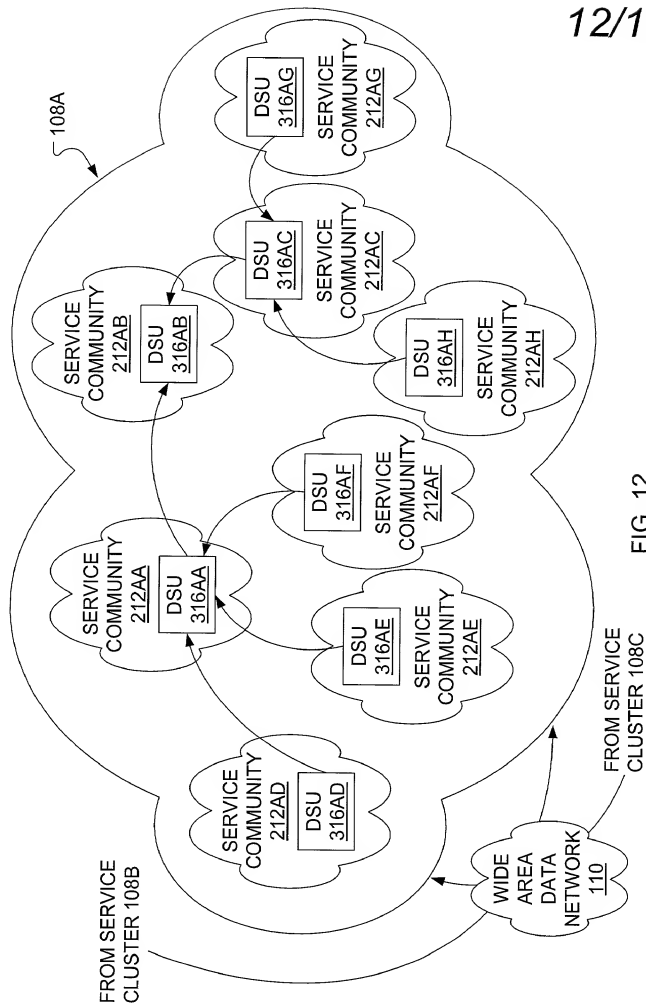 12/1
108A
SERVICE
COMMUNITY
212AB
DSU
316AB
DSU
316AG
SERVICE
COMMUNITY
212AG
DSU
316AC
SERVICE
COMMUNITY
212AC
SERVICE
COMMUNITY
212AA
DSU
316AA
DSU
316AH
SERVICE
COMMUNITY
212AH
DSU
316AF
SERVICE
COMMUNITY
212AF
DSU
316AE
SERVICE
COMMUNITY
212AE
SERVICE
COMMUNITY
212AD
DSU
316AD
FROM SERVICE
CLUSTER 108B
WIDE
AREA
DATA
NETWORK
110
FROM SERVICE
CLUSTER 108C
FIG. 12